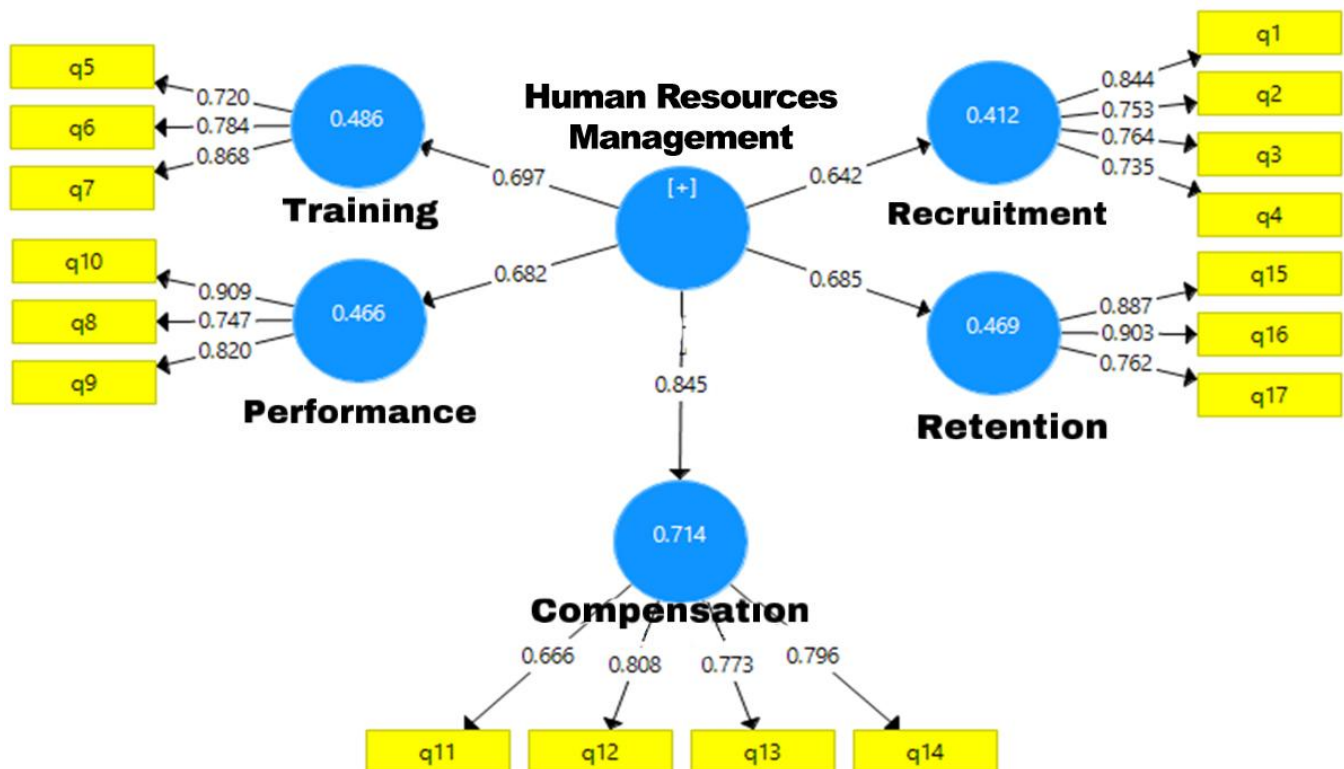 q5
q6
q7
0.720
0.784
0.868
0.486
Training
q10
q8
q9
0.909
0.747
0.820
0.466
Performance
Human Resources
Management
[+]
0.697
0.682
0.642
0.685
0.845
0.412
Recruitment
0.844
0.753
0.764
0.735
q1
q2
q3
q4
0.469
Retention
0.887
0.903
0.762
q15
q16
q17
0.714
Compensation
0.666
0.808
0.773
0.796
q11
q12
q13
q14